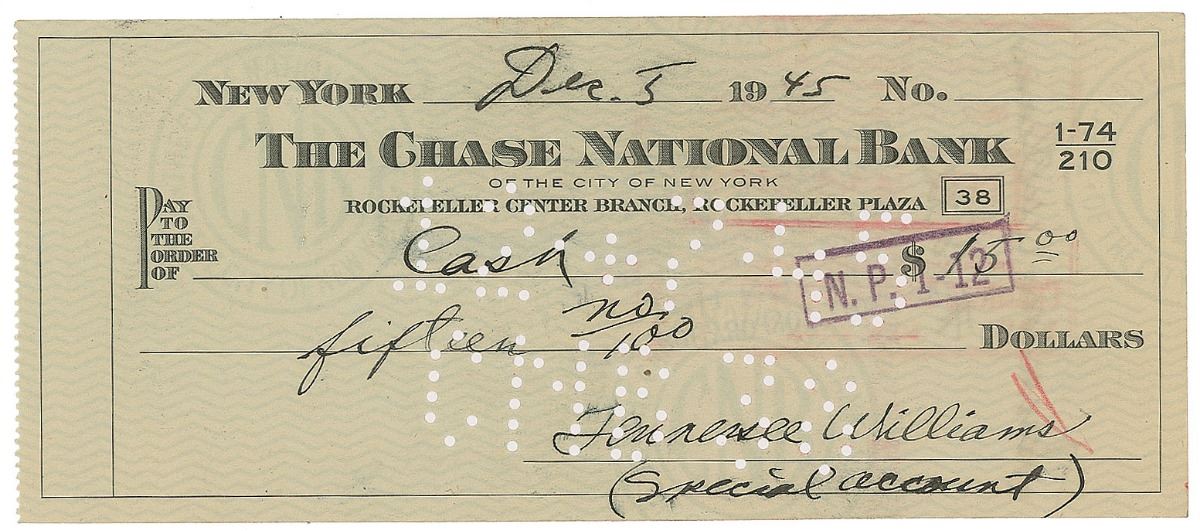 NEW YORK Dec. 5 1945 No.
THE CHASE NATIONAL BANK 1-74
210
OF THE CITY OF NEW YORK
ROCKEFELLER CENTER BRANCH, ROCKEFELLER PLAZA 38
PAY
TO
THE
ORDER
OF Cash $ 15 00
N. P. 1-12
fifteen no/100 DOLLARS
Tennessee Williams
(Special account)